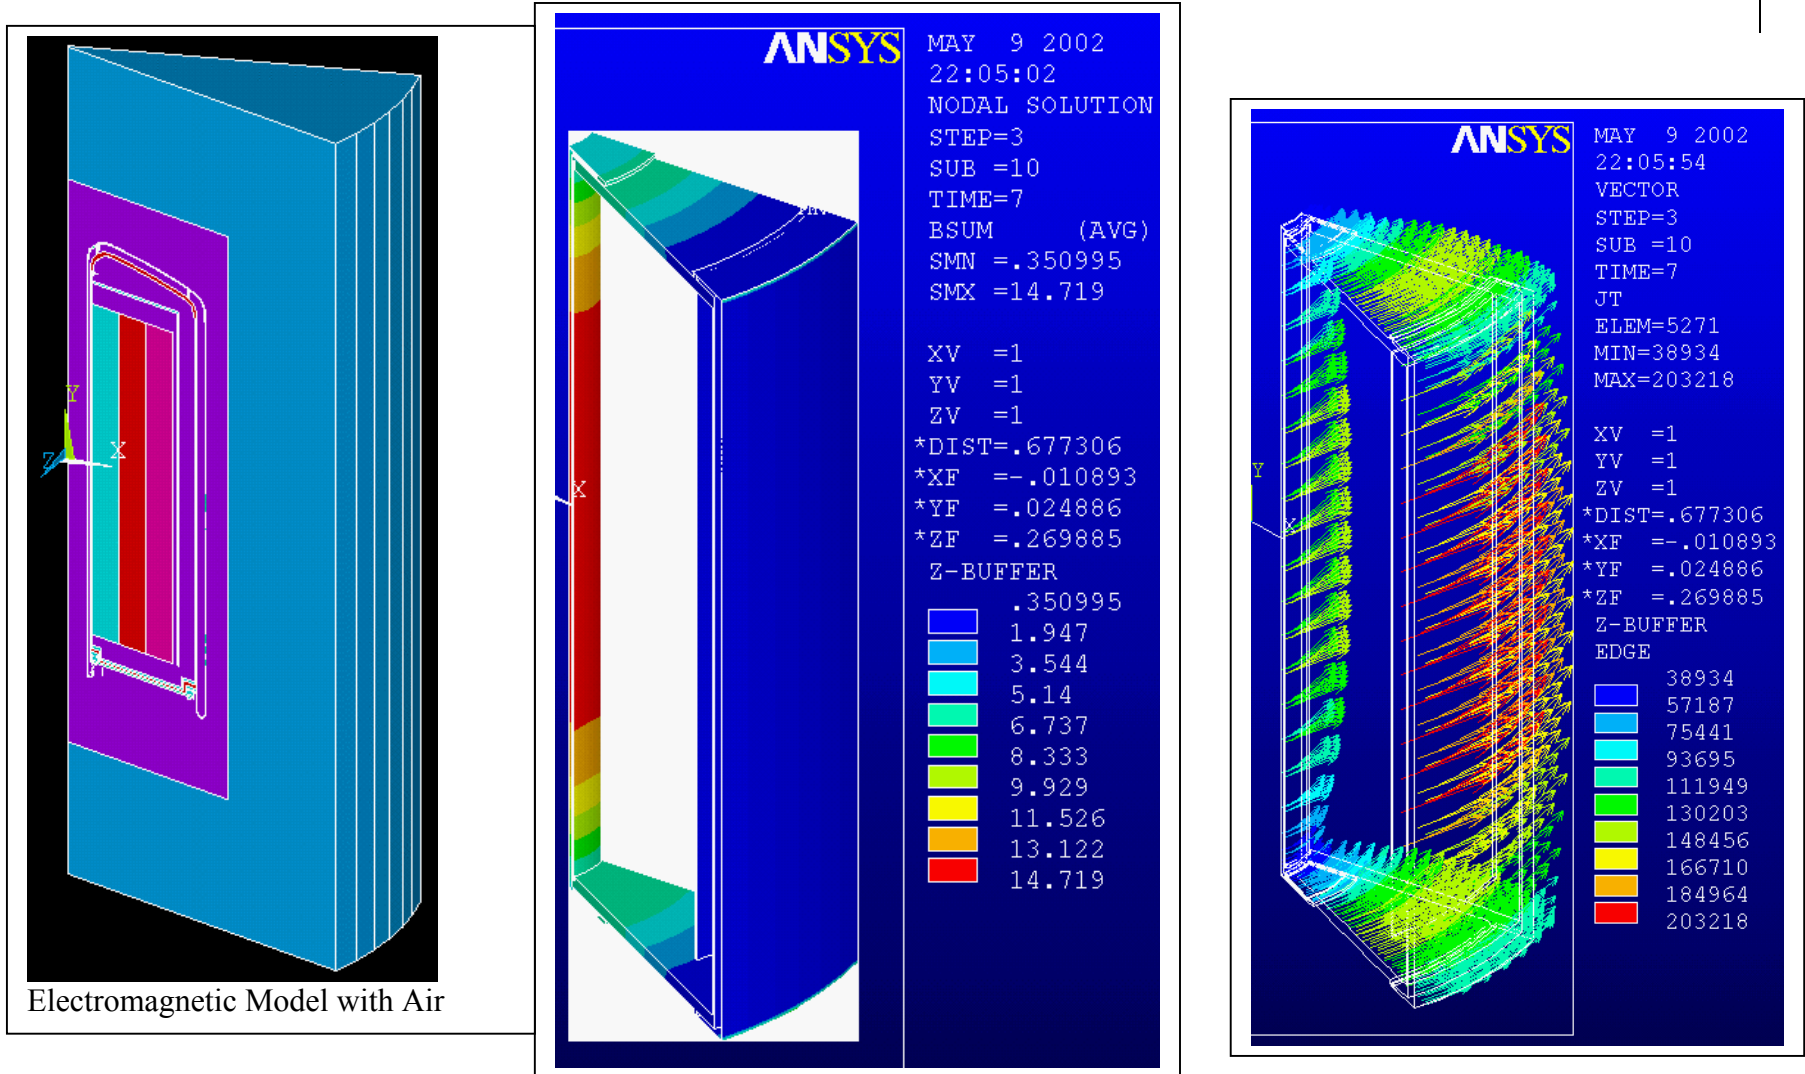 Y
X
Z
Electromagnetic Model with Air
ANSYS
MAY 9 2002
22:05:02
NODAL SOLUTION
STEP=3
SUB =10
TIME=7
BSUM (AVG)
SMN =.350995
SMX =14.719
XV =1
YV =1
ZV =1
*DIST=.677306
*XF =-.010893
*YF =.024886
*ZF =.269885
Z-BUFFER
.350995
1.947
3.544
5.14
6.737
8.333
9.929
11.526
13.122
14.719
MN
X
ANSYS
MAY 9 2002
22:05:54
VECTOR
STEP=3
SUB =10
TIME=7
JT
ELEM=5271
MIN=38934
MAX=203218
XV =1
YV =1
ZV =1
*DIST=.677306
*XF =-.010893
*YF =.024886
*ZF =.269885
Z-BUFFER
EDGE
38934
57187
75441
93695
111949
130203
148456
166710
184964
203218
Y
X